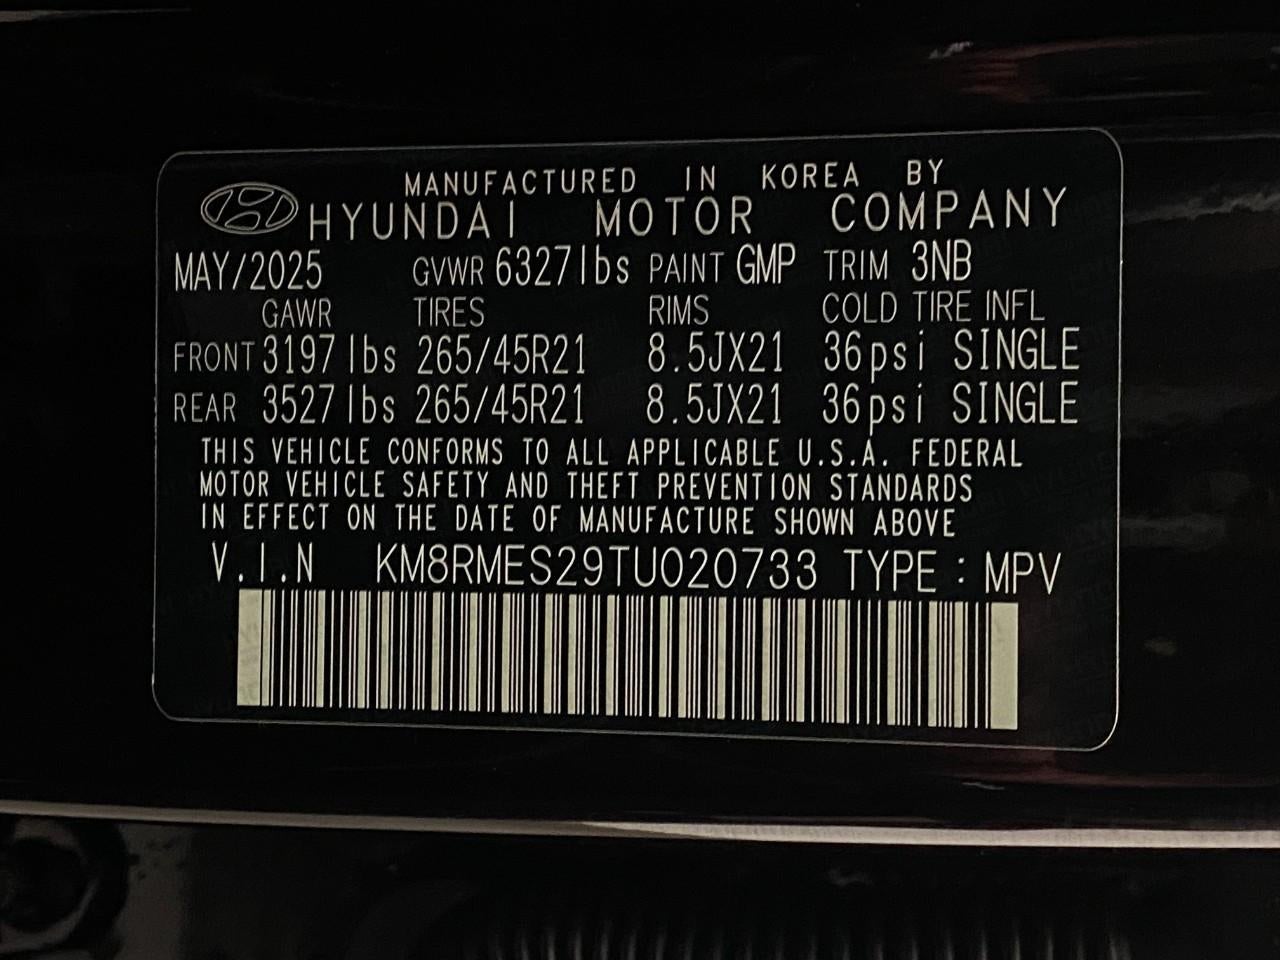 MANUFACTURED IN KOREA BY
HYUNDAI MOTOR COMPANY
MAY/2025 GVWR 6327lbs PAINT GMP TRIM 3NB
GAWR TIRES RIMS COLD TIRE INFL
FRONT 3197lbs 265/45R21 8.5JX21 36psi SINGLE
REAR 3527lbs 265/45R21 8.5JX21 36psi SINGLE
THIS VEHICLE CONFORMS TO ALL APPLICABLE U.S.A. FEDERAL
MOTOR VEHICLE SAFETY AND THEFT PREVENTION STANDARDS
IN EFFECT ON THE DATE OF MANUFACTURE SHOWN ABOVE
V.I.N KM8RMES29TU020733 TYPE : MPV